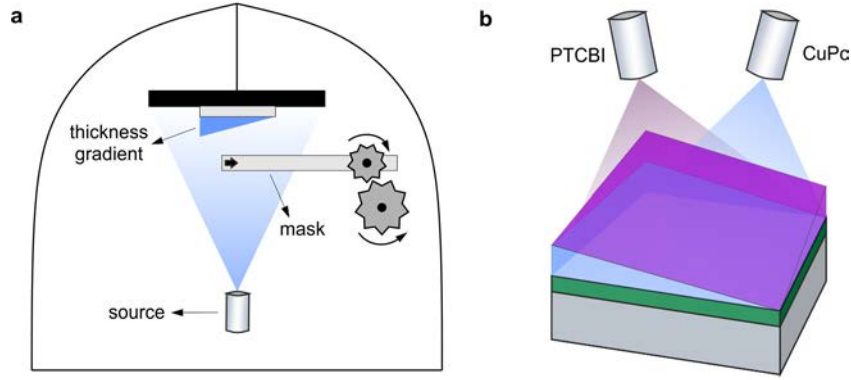 a
thickness
gradient
mask
source
b
PTCBI
CuPc